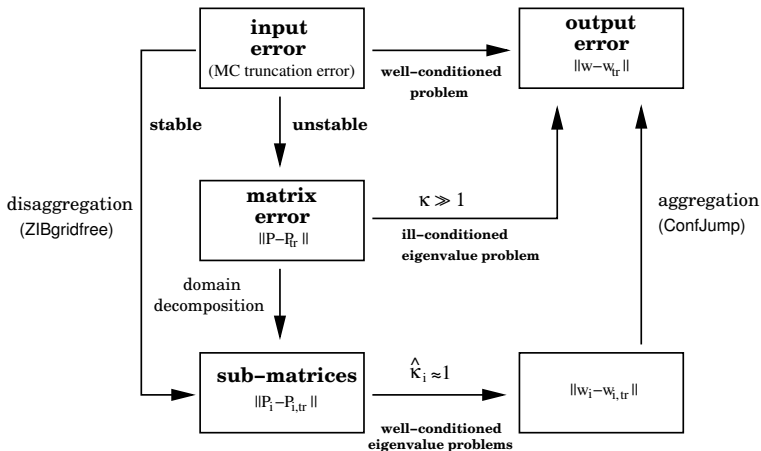 input
error
(MC truncation error)
output
error
||w−w_tr||
well−conditioned
problem
stable
unstable
disaggregation
(ZIBgridfree)
matrix
error
||P−P_tr||
κ ≫ 1
ill−conditioned
eigenvalue problem
aggregation
(ConfJump)
domain
decomposition
sub−matrices
||P_i−P_i,tr||
κ̂_i ≈1
well−conditioned
eigenvalue problems
||w_i−w_i,tr||